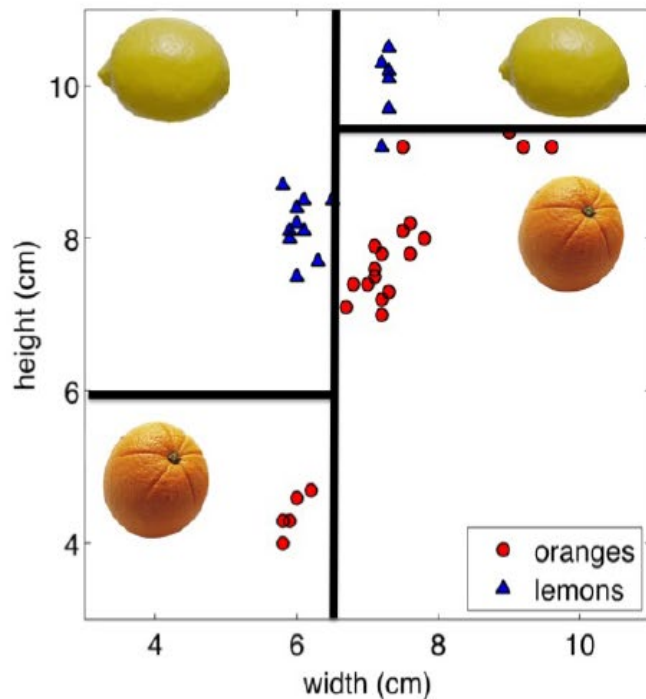 10
8
6
4
height (cm)
oranges
lemons
4 6 8 10
width (cm)